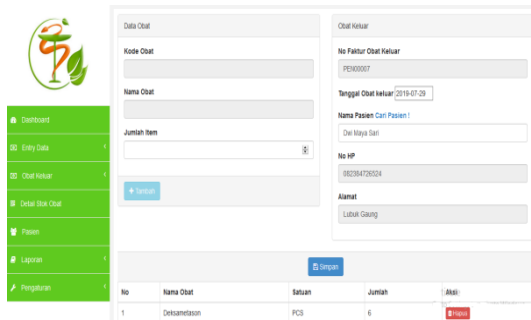 Data Obat
Kode Obat
Nama Obat
Jumlah Item
+ Tambah
Obat Keluar
No Faktur Obat Keluar
PEN00007
Tanggal Obat keluar 2019-07-29
Nama Pasien Cari Pasien !
Dwi Maya Sari
No HP
082384726524
Alamat
Lubuk Gaung
Dashboard
Entry Data
Obat Keluar
Detail Stok Obat
Pasien
Laporan
Pengaturan
Simpan
No Nama Obat Satuan Jumlah Aksi
1 Deksametason PCS 6 Hapus